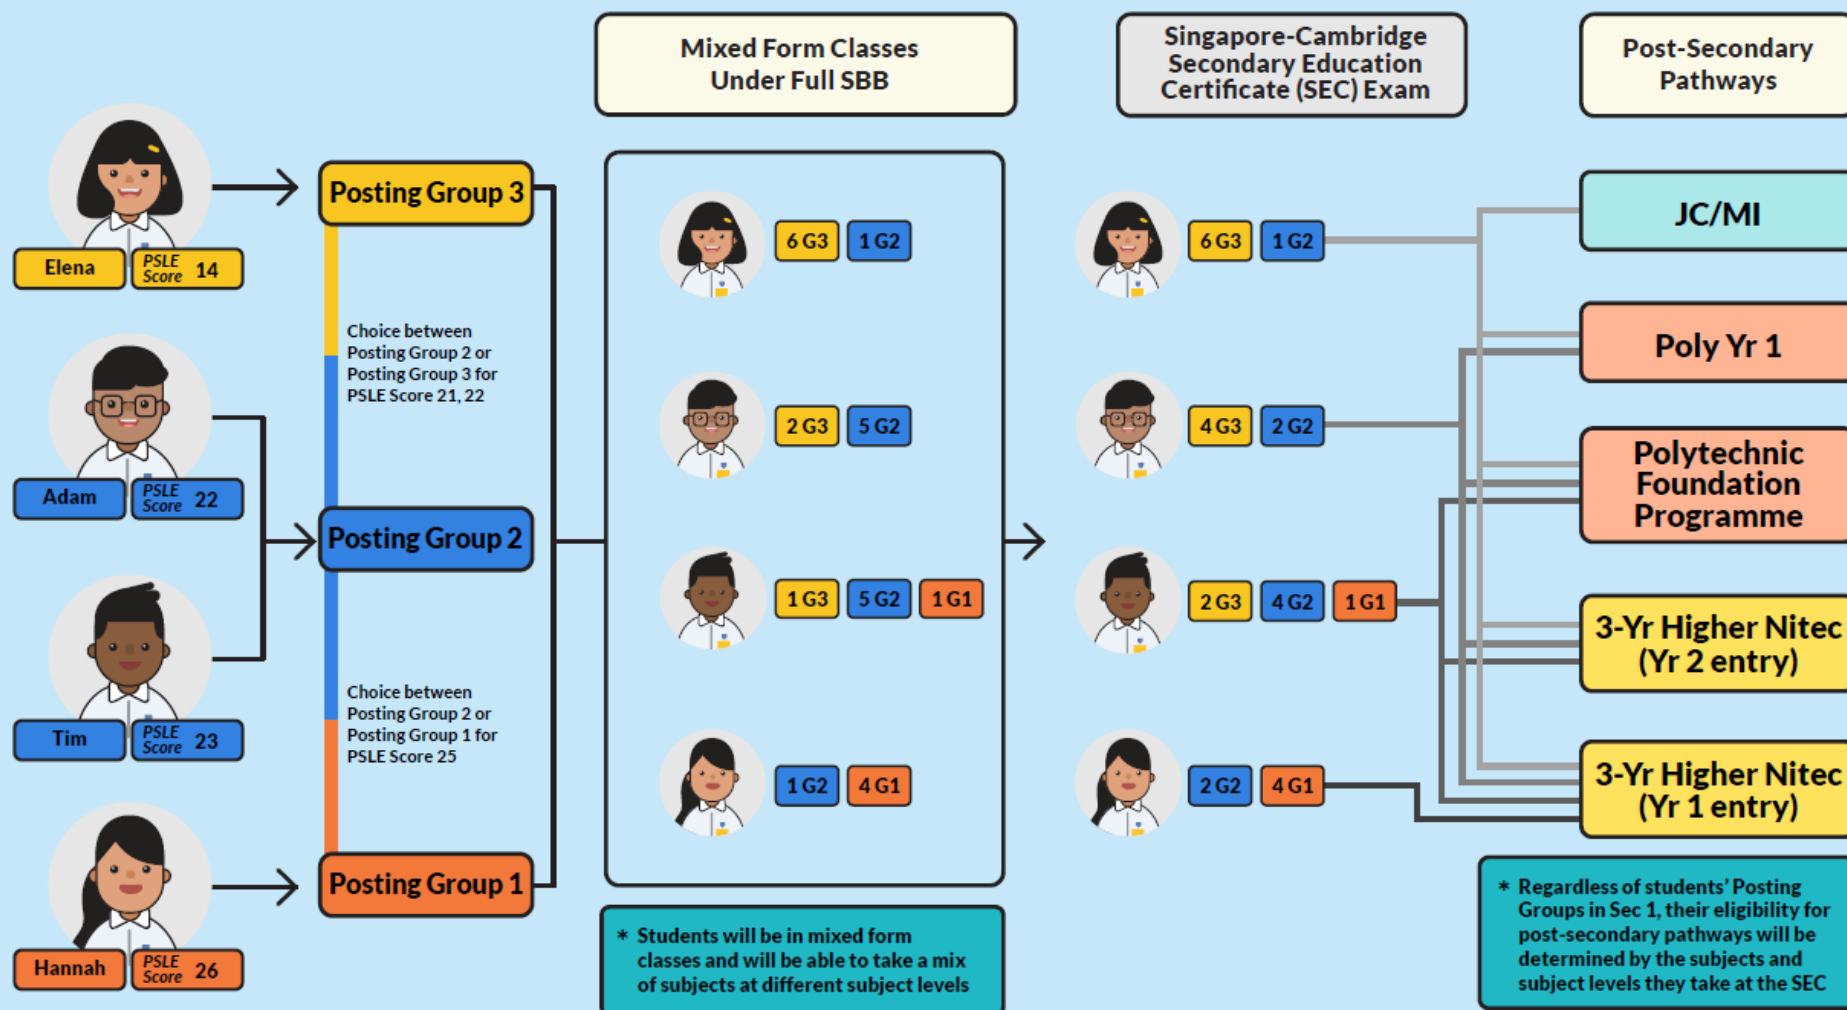 Mixed Form Classes
Under Full SBB
Singapore-Cambridge
Secondary Education
Certificate (SEC) Exam
Post-Secondary
Pathways
Elena
PSLE
Score 14
Adam
PSLE
Score 22
Tim
PSLE
Score 23
Hannah
PSLE
Score 26
Posting Group 3
Choice between
Posting Group 2 or
Posting Group 3 for
PSLE Score 21, 22
Posting Group 2
Choice between
Posting Group 2 or
Posting Group 1 for
PSLE Score 25
Posting Group 1
6 G3 1 G2
2 G3 5 G2
1 G3 5 G2 1 G1
1 G2 4 G1
* Students will be in mixed form
classes and will be able to take a mix
of subjects at different subject levels
6 G3 1 G2
4 G3 2 G2
2 G3 4 G2 1 G1
2 G2 4 G1
JC/MI
Poly Yr 1
Polytechnic
Foundation
Programme
3-Yr Higher Nitec
(Yr 2 entry)
3-Yr Higher Nitec
(Yr 1 entry)
* Regardless of students' Posting
Groups in Sec 1, their eligibility for
post-secondary pathways will be
determined by the subjects and
subject levels they take at the SEC